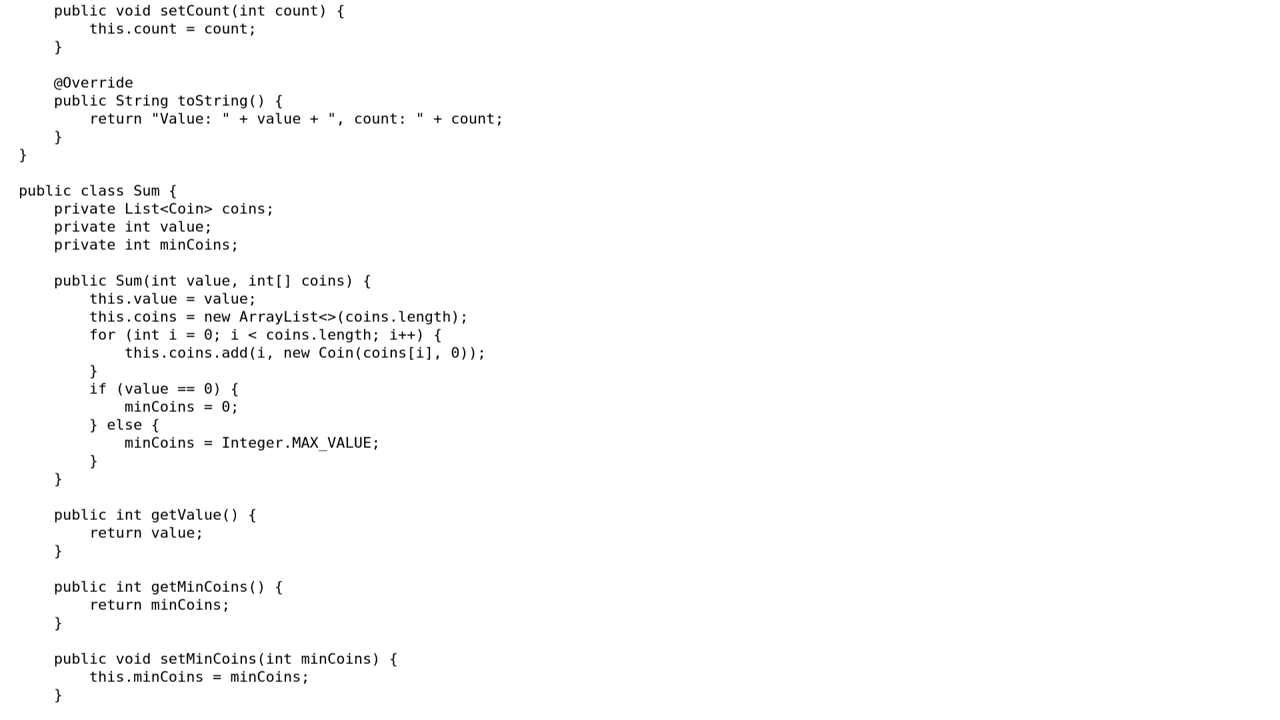 public void setCount(int count) {
        this.count = count;
    }

    @Override
    public String toString() {
        return "Value: " + value + ", count: " + count;
    }
}

public class Sum {
    private List<Coin> coins;
    private int value;
    private int minCoins;

    public Sum(int value, int[] coins) {
        this.value = value;
        this.coins = new ArrayList<>(coins.length);
        for (int i = 0; i < coins.length; i++) {
            this.coins.add(i, new Coin(coins[i], 0));
        }
        if (value == 0) {
            minCoins = 0;
        } else {
            minCoins = Integer.MAX_VALUE;
        }
    }

    public int getValue() {
        return value;
    }

    public int getMinCoins() {
        return minCoins;
    }

    public void setMinCoins(int minCoins) {
        this.minCoins = minCoins;
    }